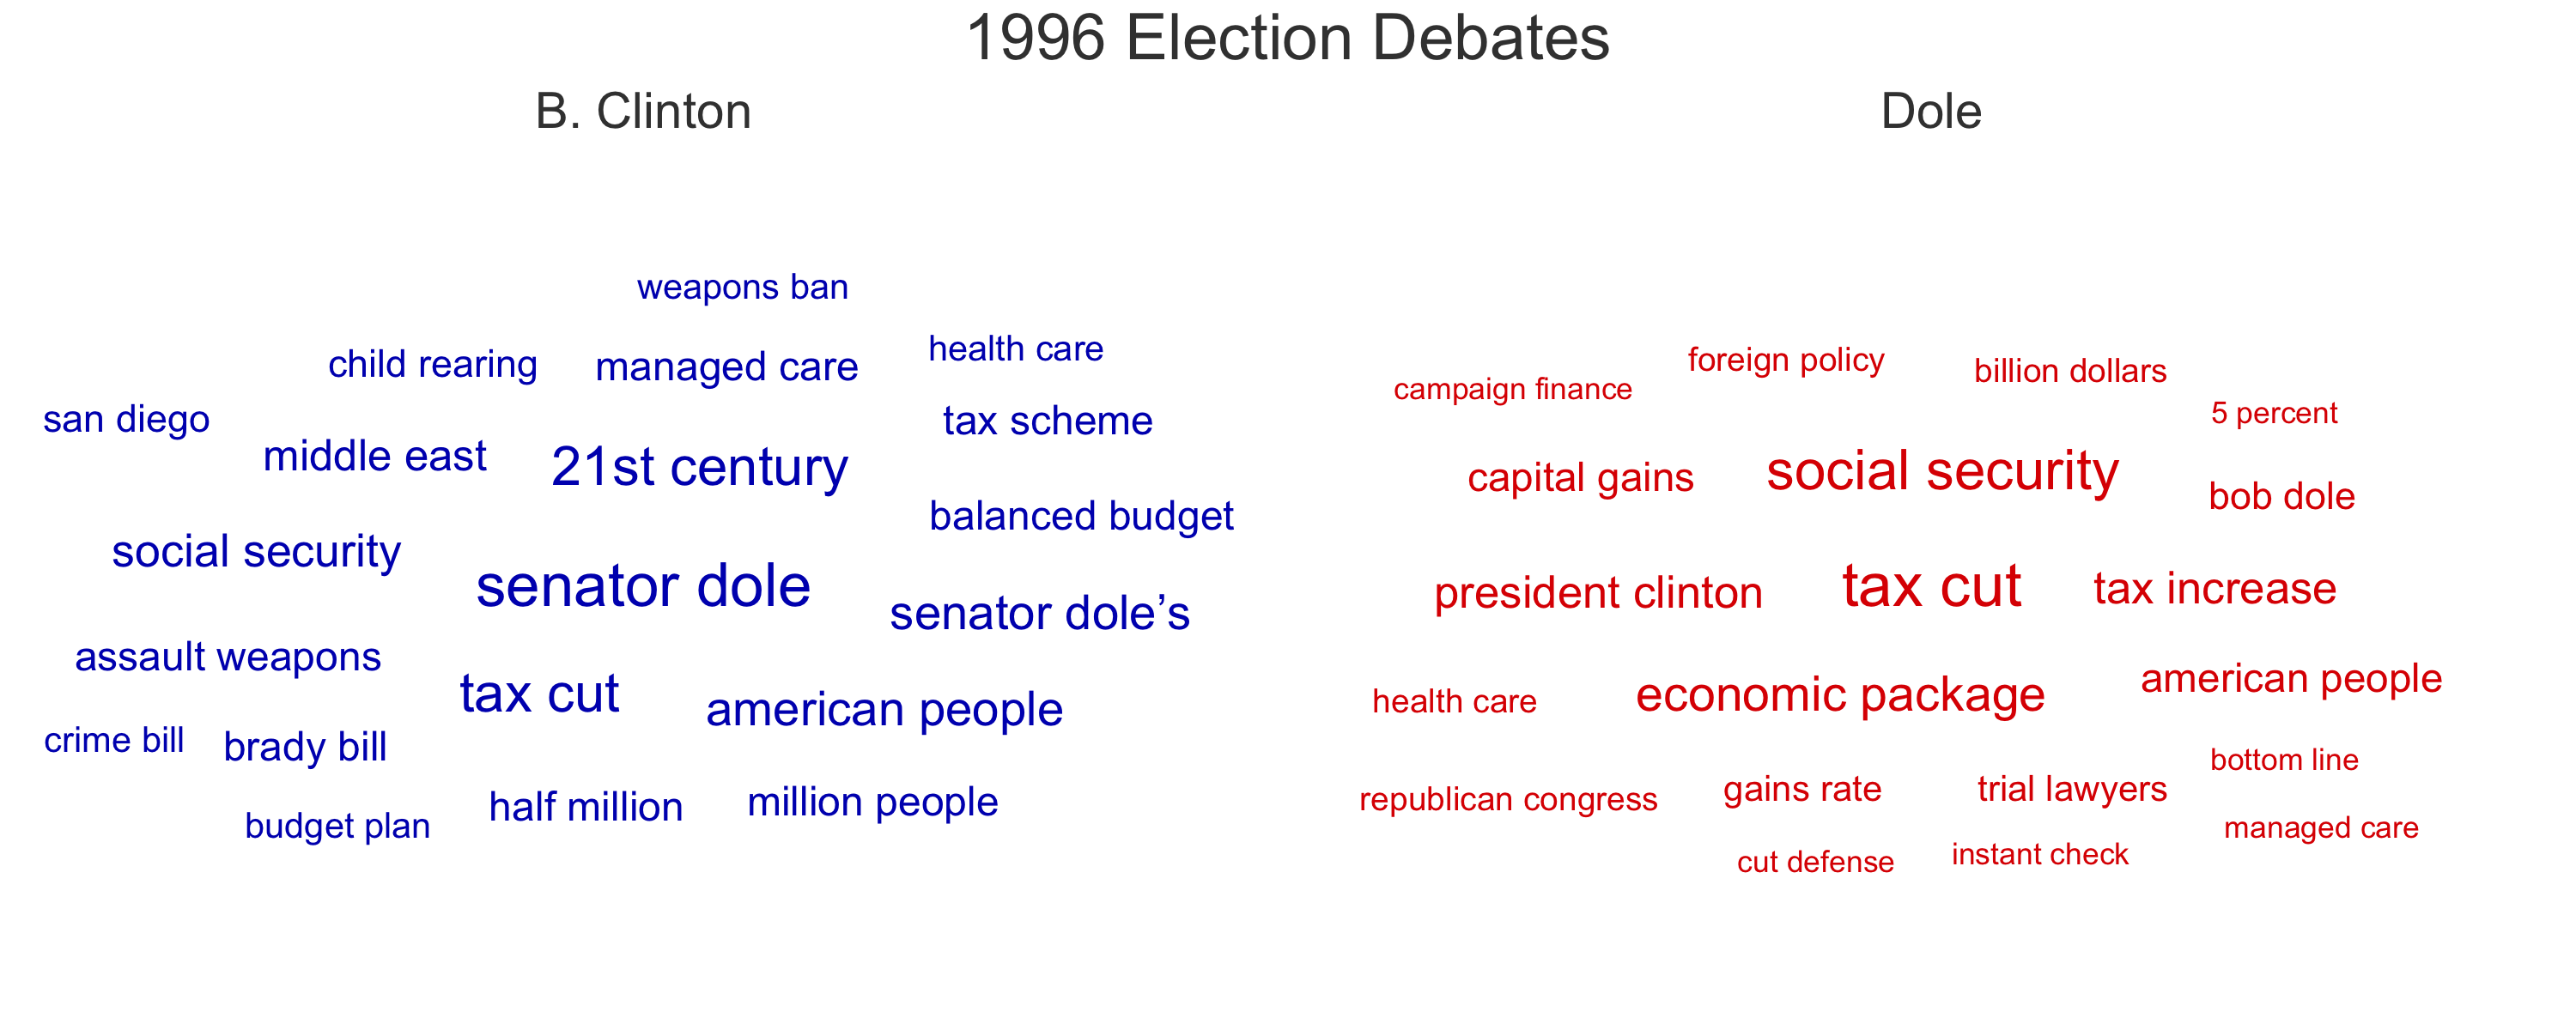 1996 Election Debates
B. Clinton
weapons ban
child rearing
managed care
health care
san diego
middle east
21st century
tax scheme
balanced budget
social security
senator dole
senator dole’s
assault weapons
tax cut
american people
crime bill
brady bill
half million
million people
budget plan
Dole
foreign policy
billion dollars
campaign finance
5 percent
capital gains
social security
bob dole
president clinton
tax cut
tax increase
health care
economic package
american people
bottom line
republican congress
gains rate
trial lawyers
managed care
cut defense
instant check